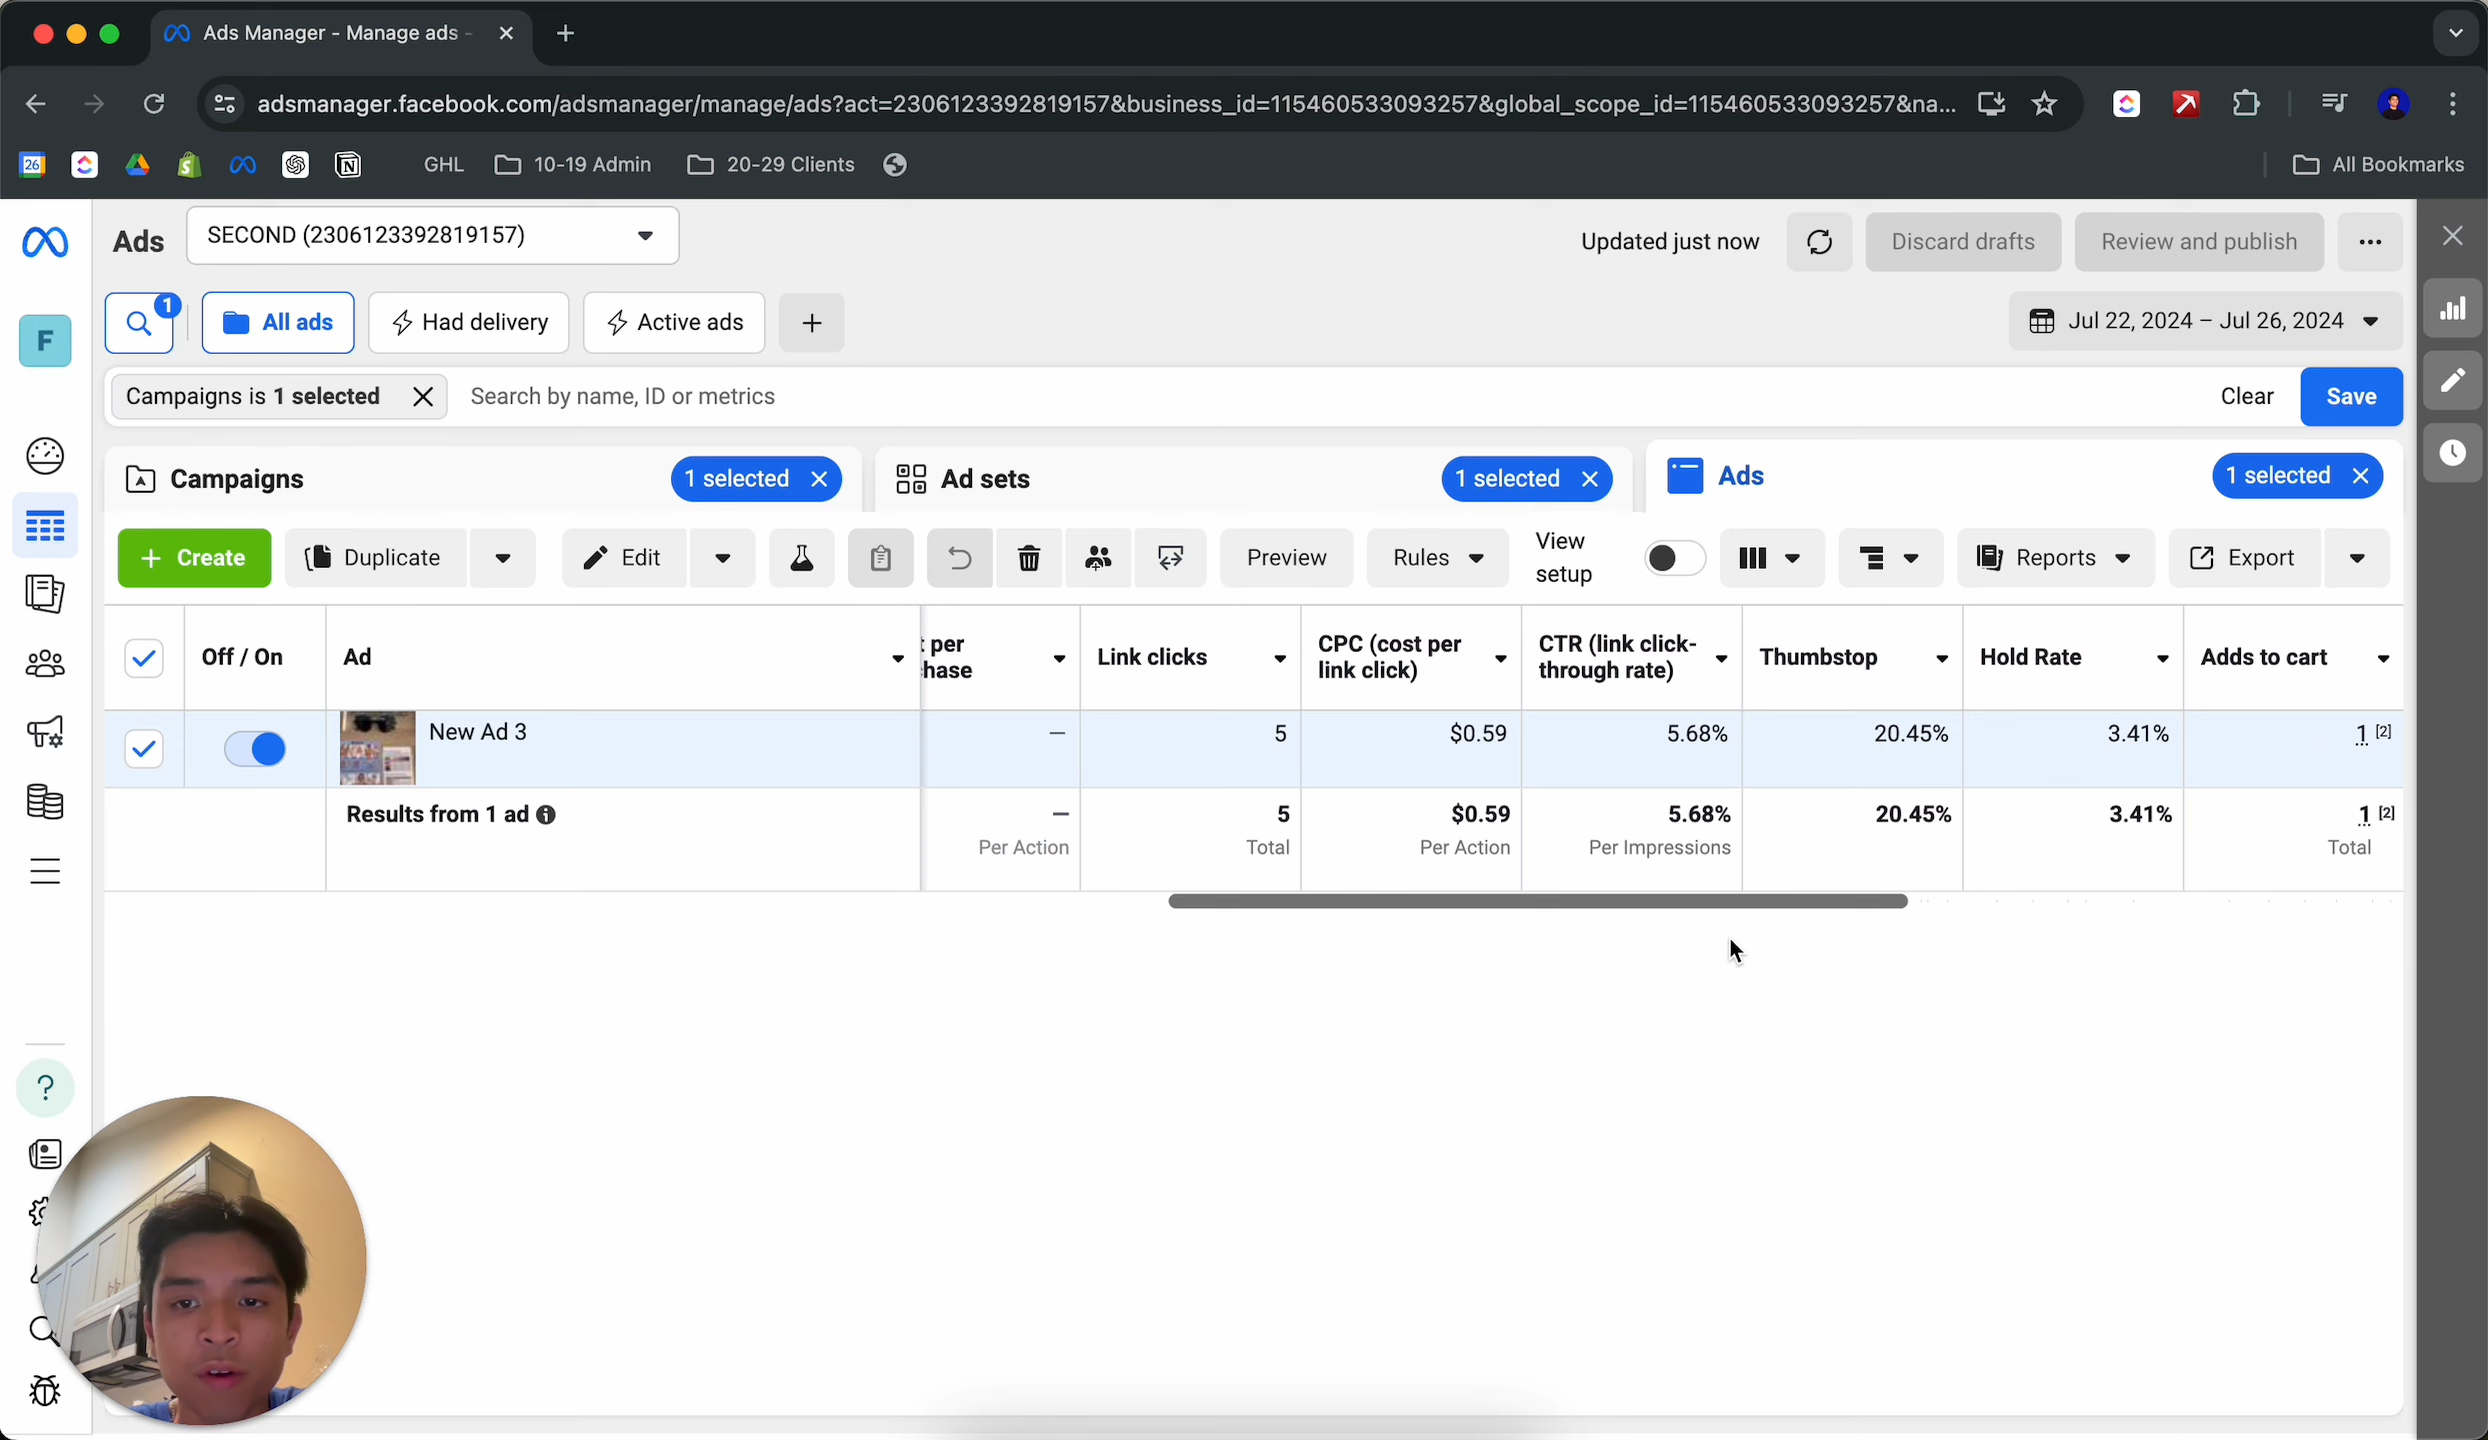 Ads Manager - Manage ads -
adsmanager.facebook.com/adsmanager/manage/ads?act=2306123392819157&business_id=115460533093257&global_scope_id=115460533093257&na...
26
GHL
10-19 Admin
20-29 Clients
All Bookmarks
Ads
SECOND (2306123392819157)
Updated just now
Discard drafts
Review and publish
F
1
All ads
Had delivery
Active ads
Jul 22, 2024 – Jul 26, 2024
Campaigns is 1 selected
Search by name, ID or metrics
Clear
Save
Campaigns
1 selected
Ad sets
1 selected
Ads
1 selected
Create
Duplicate
Edit
Preview
Rules
View setup
Reports
Export
Off / On
Ad
t per
chase
Link clicks
CPC (cost per
link click)
CTR (link click-
through rate)
Thumbstop
Hold Rate
Adds to cart
New Ad 3
—
5
$0.59
5.68%
20.45%
3.41%
1 [2]
Results from 1 ad
—
5
$0.59
5.68%
20.45%
3.41%
1 [2]
Per Action
Total
Per Action
Per Impressions
Total